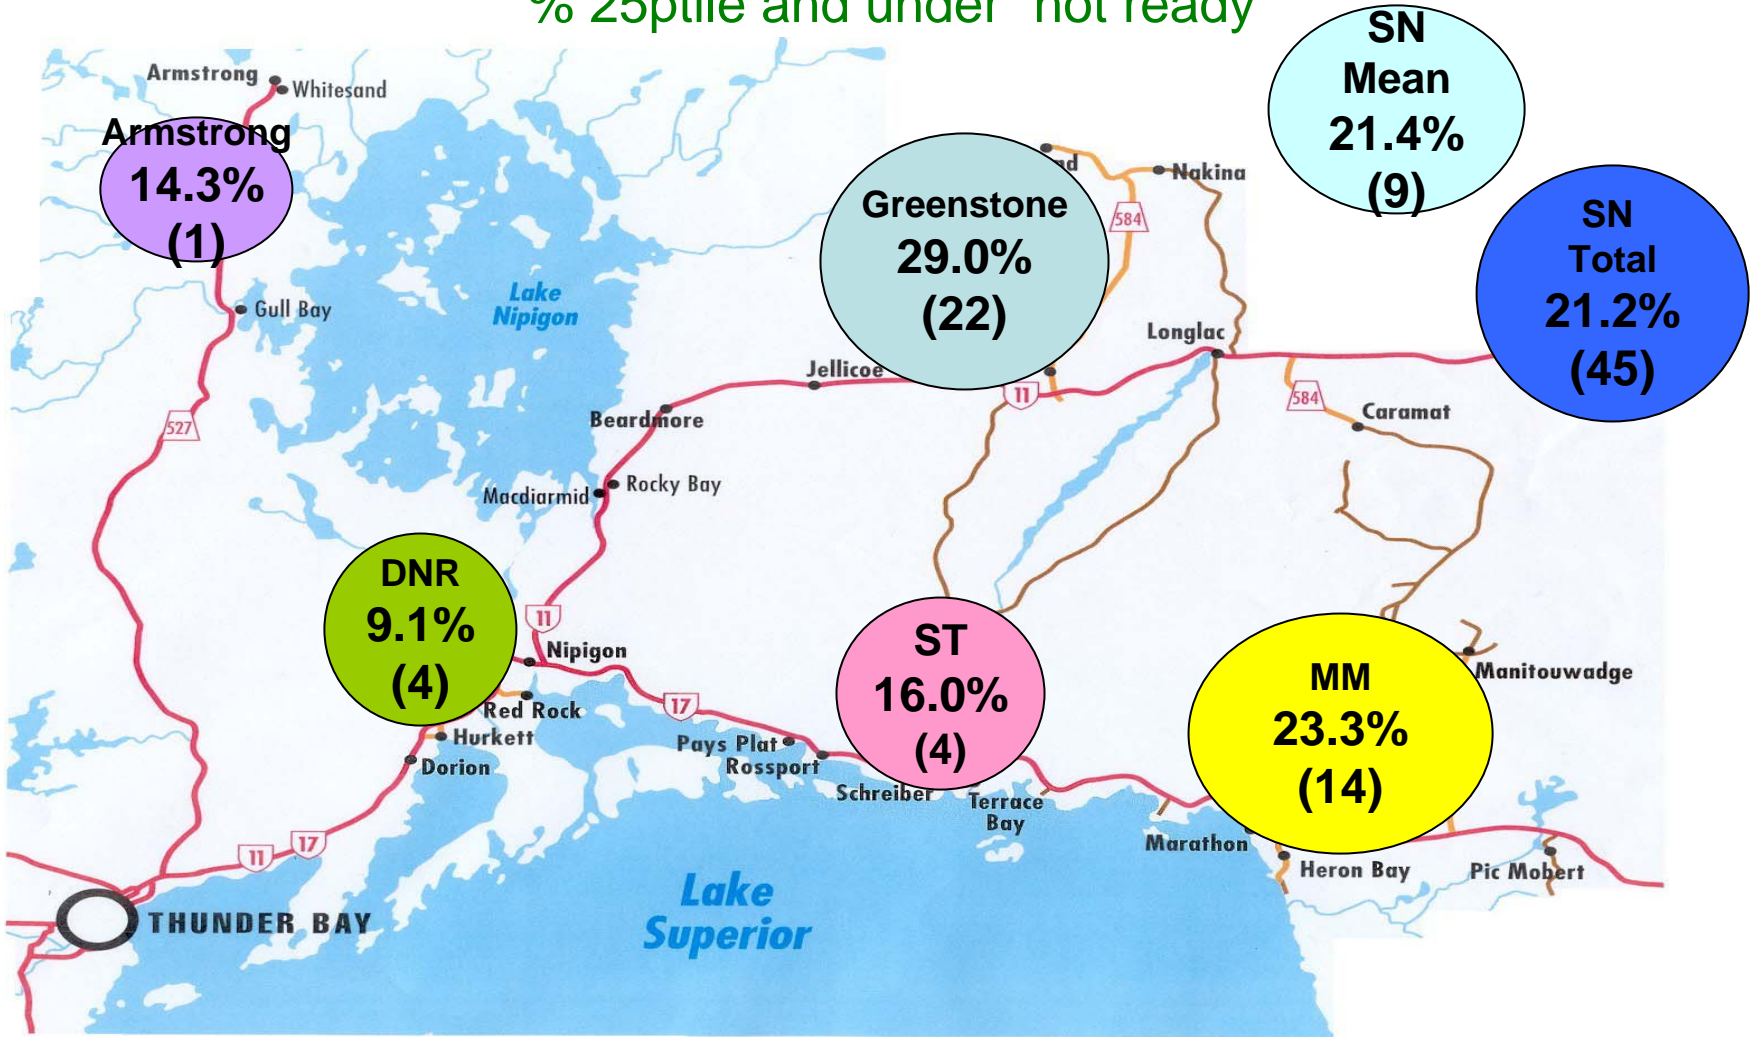 % 25ptile and under "not ready"
SN
Mean
21.4%
(9)
Armstrong
Whitesand
Armstrong
14.3%
(1)
nd
Nakina
584
Greenstone
29.0%
(22)
SN
Total
21.2%
(45)
Gull Bay
Lake
Nipigon
Longlac
Jellicoe
11
584
Caramat
Beardmore
527
Rocky Bay
Macdiarmid
DNR
9.1%
(4)
11
Nipigon
ST
16.0%
(4)
MM
23.3%
(14)
Manitouwadge
Red Rock
17
Hurkett
Pays Plat
Rossport
Dorion
Schreiber
Terrace
Bay
Marathon
Heron Bay
Pic Mobert
11
17
Lake
Superior
THUNDER BAY